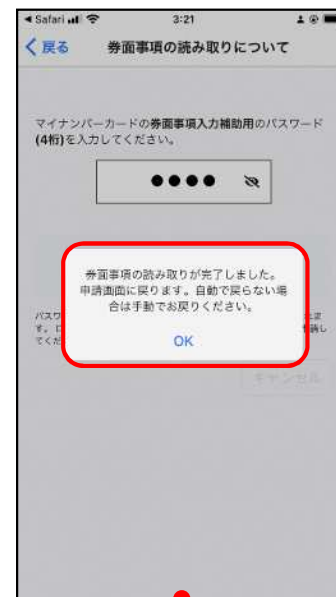 Safari
3:21
戻る 券面事項の読み取りについて
マイナンバーカードの券面事項入力補助用のパスワード
(4桁)を入力してください。
券面事項の読み取りが完了しました。
申請画面に戻ります。自動で戻らない場
合は手動でお戻りください。
OK
パスワ
す。ロ
てくだ
キャンセル